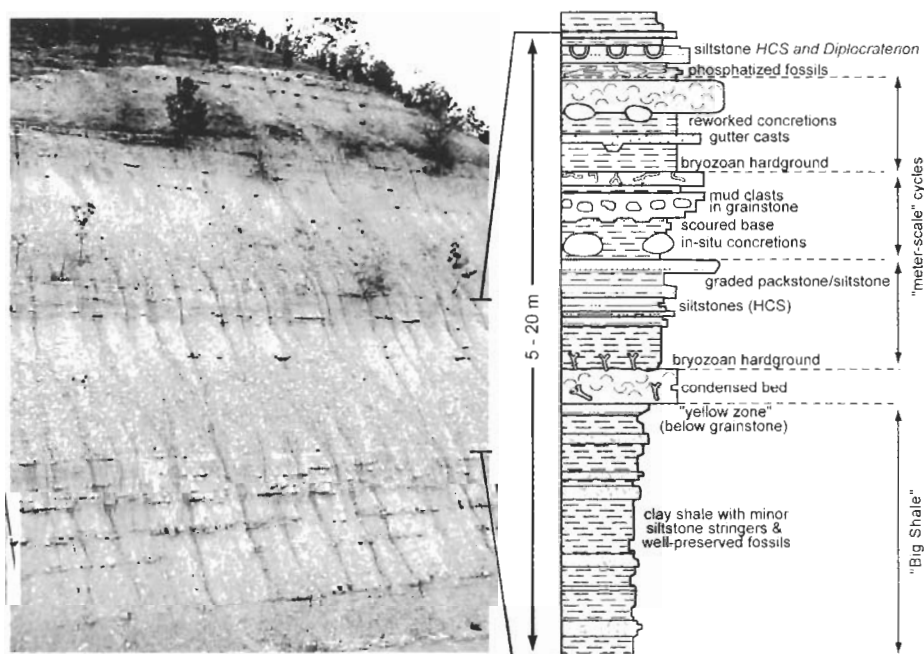 siltstone HCS and Diplocraterion
phosphatized fossils
reworked concretions
gutter casts
bryozoan hardground
mud clasts
in grainstone
scoured base
in-situ concretions
graded packstone/siltstone
siltstones (HCS)
bryozoan hardground
condensed bed
"yellow zone"
(below grainstone)
clay shale with minor
siltstone stringers &
well-preserved fossils
5 - 20 m
"meter-scale" cycles
"Big Shale"